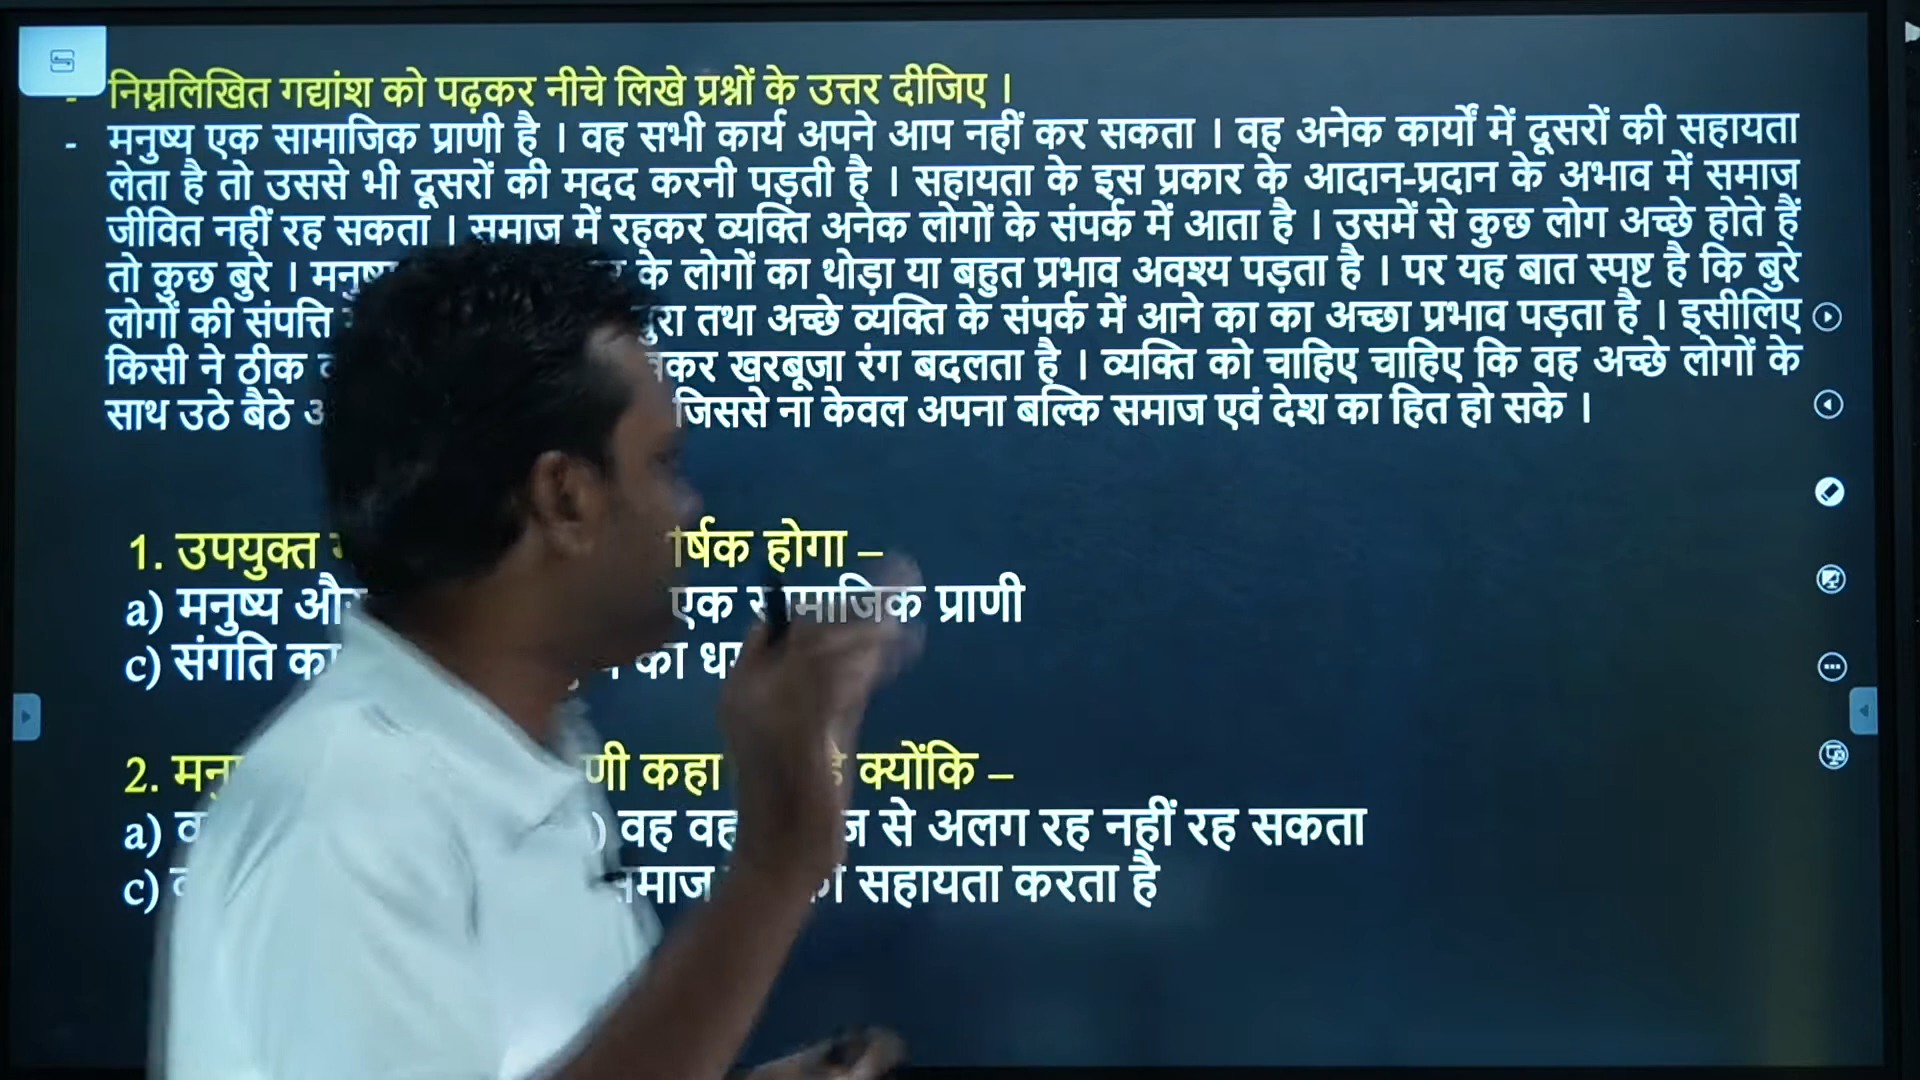 निम्नलिखित गद्यांश को पढ़कर नीचे लिखे प्रश्नों के उत्तर दीजिए ।
- मनुष्य एक सामाजिक प्राणी है । वह सभी कार्य अपने आप नहीं कर सकता । वह अनेक कार्यों में दूसरों की सहायता
लेता है तो उससे भी दूसरों की मदद करनी पड़ती है । सहायता के इस प्रकार के आदान-प्रदान के अभाव में समाज
जीवित नहीं रह सकता । समाज में रहकर व्यक्ति अनेक लोगों के संपर्क में आता है । उसमें से कुछ लोग अच्छे होते हैं
तो कुछ बुरे । के लोगों का थोड़ा या बहुत प्रभाव अवश्य पड़ता है । पर यह बात स्पष्ट है कि बुरे
लोगों की संपत्ति तथा अच्छे व्यक्ति के संपर्क में आने का का अच्छा प्रभाव पड़ता है । इसीलिए
किसी ने ठीक खरबूजा रंग बदलता है । व्यक्ति को चाहिए चाहिए कि वह अच्छे लोगों के
साथ उठे बैठे जिससे ना केवल अपना बल्कि समाज एवं देश का हित हो सके ।
1. उपयुक्त होगा –
a) मनुष्य एक सामाजिक प्राणी
c) संगति का
2. कहा क्योंकि –
a) वह से अलग रह नहीं रह सकता
c) सहायता करता है